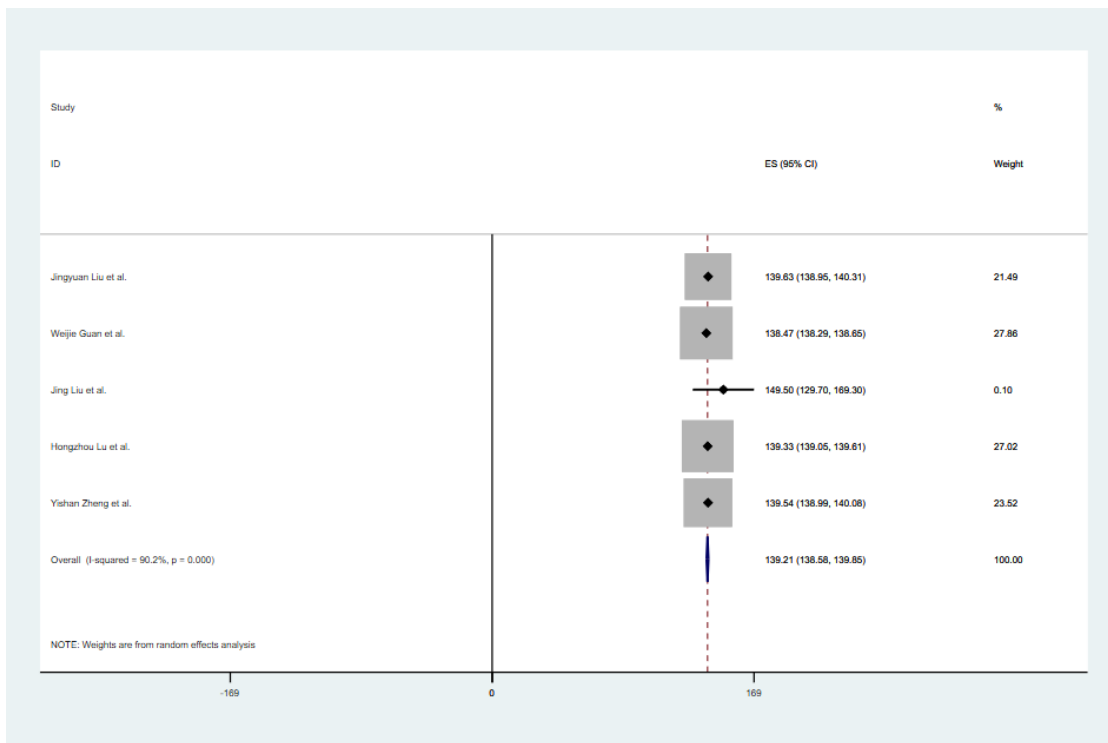 Study %
ID ES (95% CI) Weight
Jingyuan Liu et al. 139.63 (138.95, 140.31) 21.49
Weijie Guan et al. 138.47 (138.29, 138.65) 27.86
Jing Liu et al. 149.50 (129.70, 169.30) 0.10
Hongzhou Lu et al. 139.33 (139.05, 139.61) 27.02
Yishan Zheng et al. 139.54 (138.99, 140.08) 23.52
Overall (I-squared = 90.2%, p = 0.000) 139.21 (138.58, 139.85) 100.00
NOTE: Weights are from random effects analysis
-169 0 169